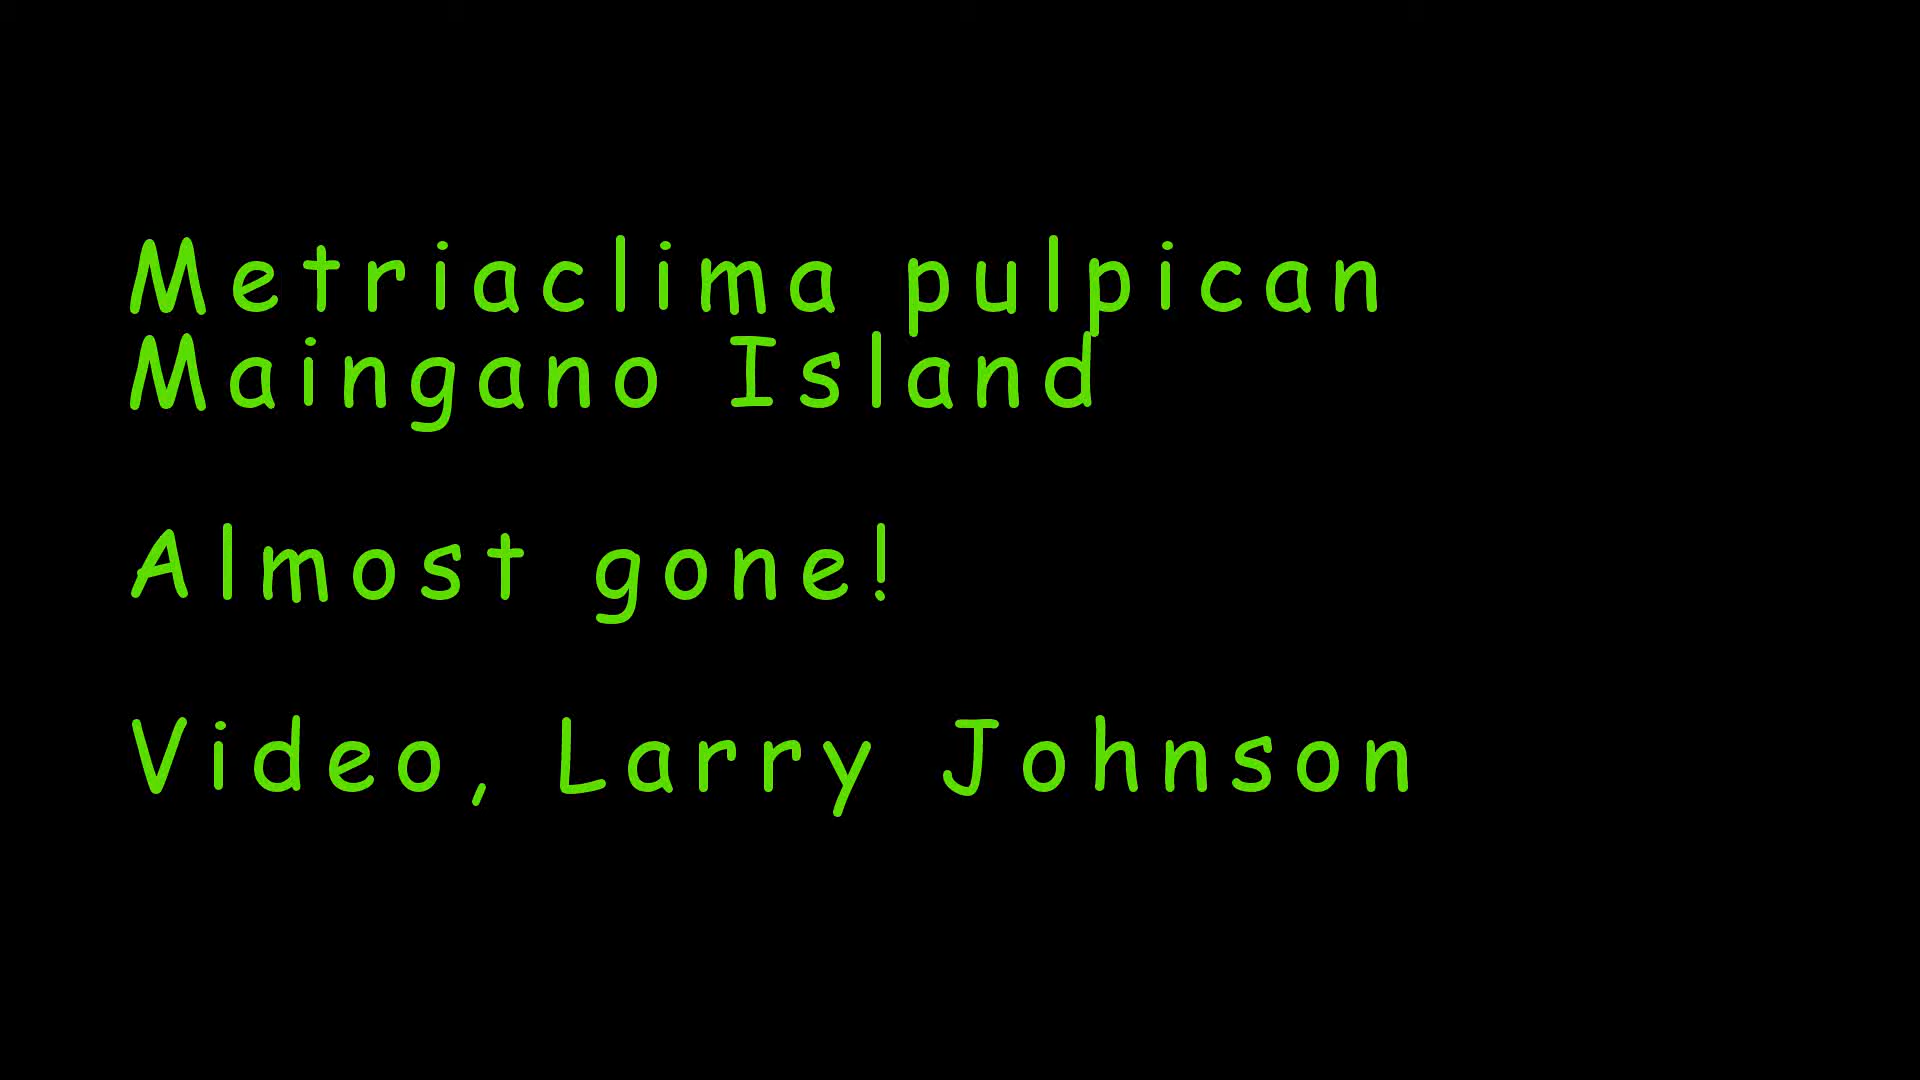 Metriaclima pulpican
Maingano Island
Almost gone!
Video, Larry Johnson